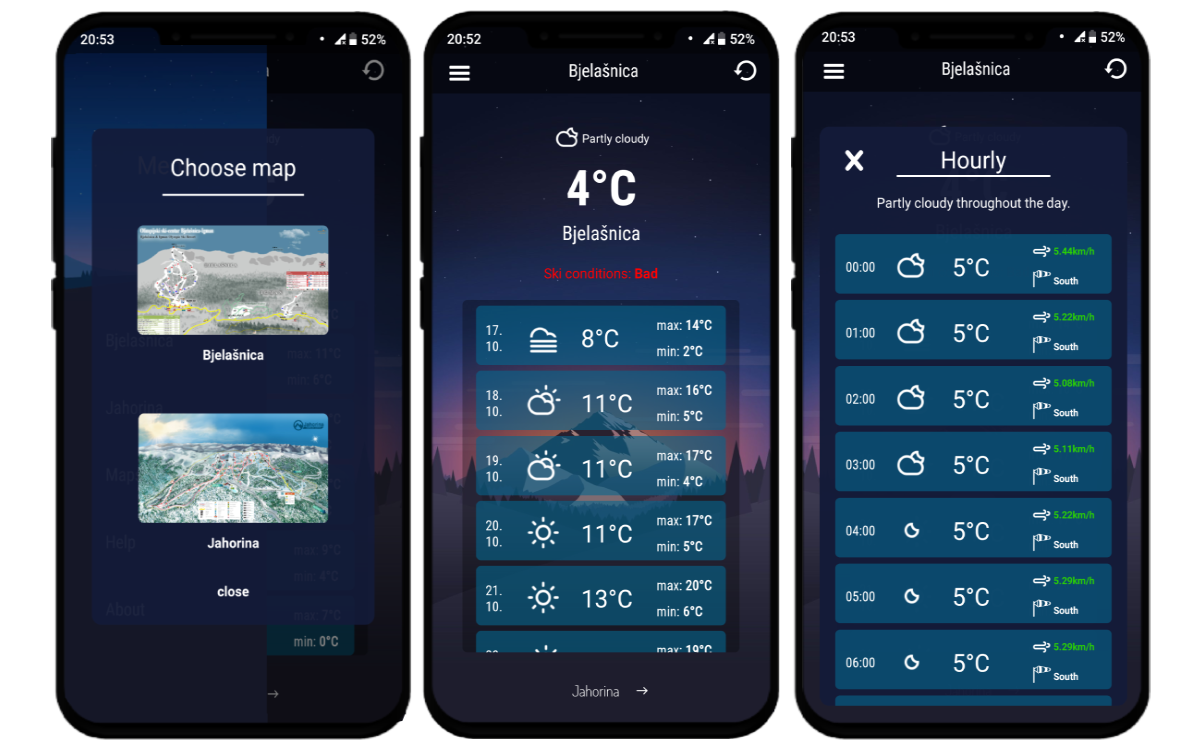 20:53
52%
Menu
Choose map
Bjelašnica
Bjelašnica
max: 11°C
min: 6°C
Jahorina
Maps
Jahorina
Help
max: 9°C
min: 4°C
close
About
max: 7°C
min: 0°C
20:52
52%
Bjelašnica
Partly cloudy
4°C
Bjelašnica
Ski conditions: Bad
17.
10.
8°C
max: 14°C
min: 2°C
18.
10.
11°C
max: 16°C
min: 5°C
19.
10.
11°C
max: 17°C
min: 4°C
20.
10.
11°C
max: 17°C
min: 5°C
21.
10.
13°C
max: 20°C
min: 6°C
max: 19°C
Jahorina
20:53
52%
Bjelašnica
Hourly
Partly cloudy throughout the day.
00:00
5°C
5.44km/h
South
01:00
5°C
5.22km/h
South
02:00
5°C
5.08km/h
South
03:00
5°C
5.11km/h
South
04:00
5°C
5.22km/h
South
05:00
5°C
5.29km/h
South
06:00
5°C
5.29km/h
South